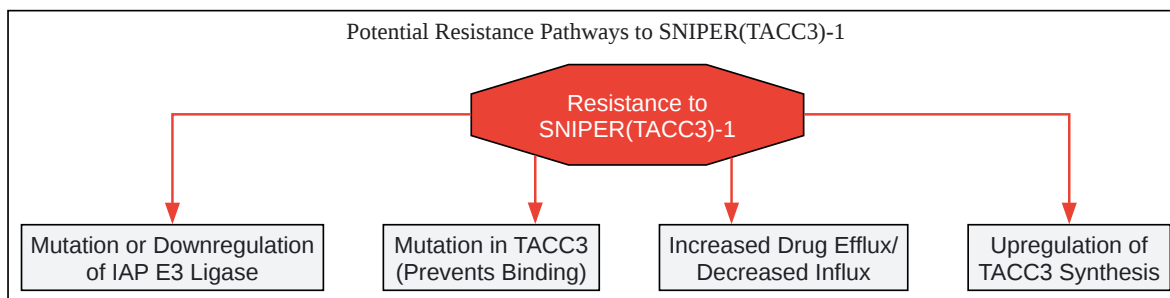 Potential Resistance Pathways to SNIPER(TACC3)-1
Resistance to
SNIPER(TACC3)-1
Mutation or Downregulation
of IAP E3 Ligase
Mutation in TACC3
(Prevents Binding)
Increased Drug Efflux/
Decreased Influx
Upregulation of
TACC3 Synthesis